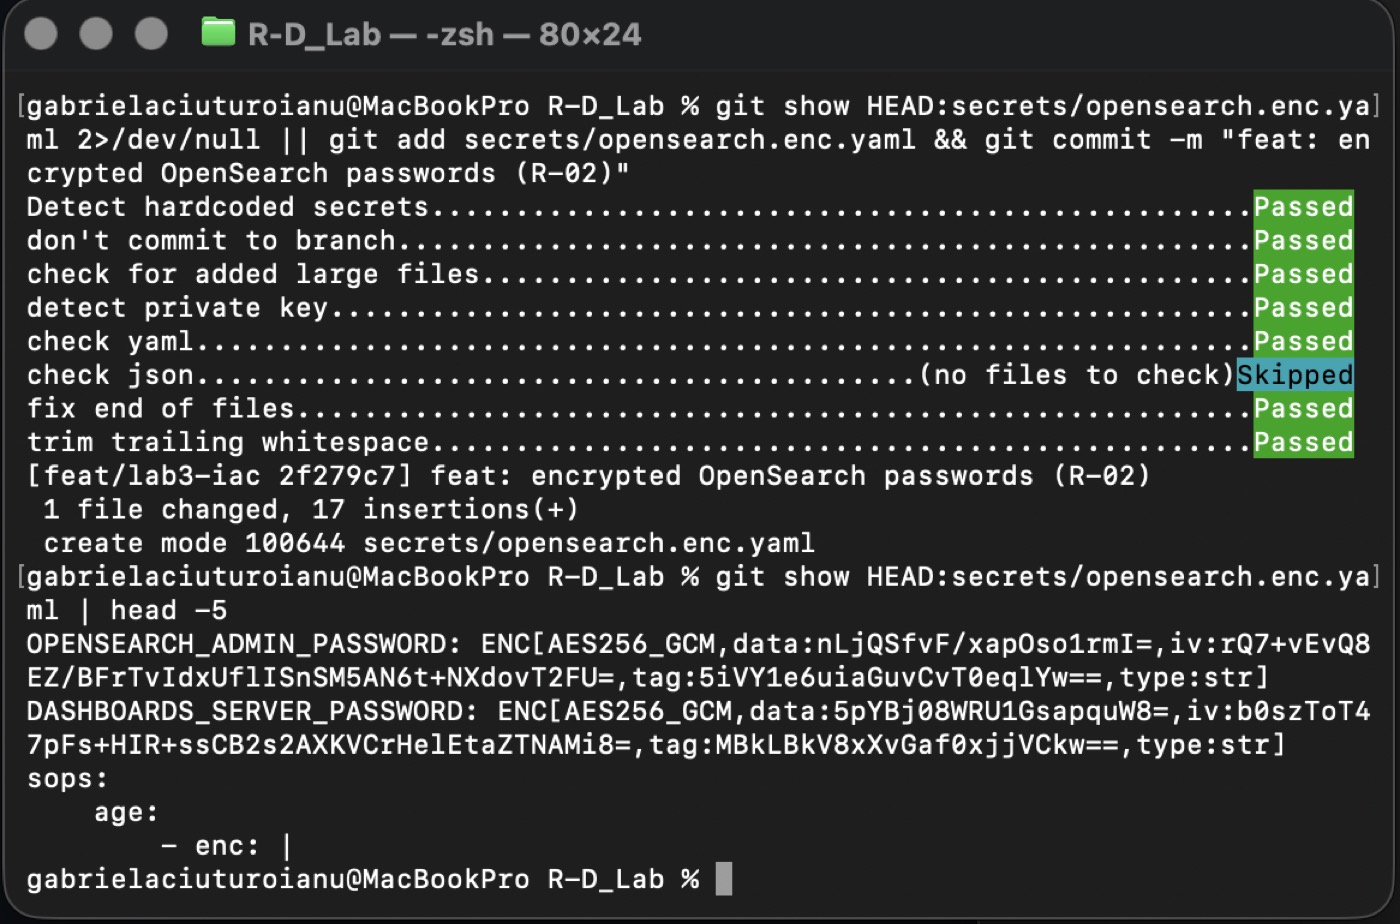 R-D_Lab — -zsh — 80×24
[gabrielaciuturoianu@MacBookPro R-D_Lab % git show HEAD:secrets/opensearch.enc.ya]
ml 2>/dev/null || git add secrets/opensearch.enc.yaml && git commit -m "feat: en
crypted OpenSearch passwords (R-02)"
Detect hardcoded secrets.................................................Passed
don't commit to branch...................................................Passed
check for added large files..............................................Passed
detect private key.......................................................Passed
check yaml...............................................................Passed
check json...........................................(no files to check)Skipped
fix end of files.........................................................Passed
trim trailing whitespace.................................................Passed
[feat/lab3-iac 2f279c7] feat: encrypted OpenSearch passwords (R-02)
 1 file changed, 17 insertions(+)
 create mode 100644 secrets/opensearch.enc.yaml
[gabrielaciuturoianu@MacBookPro R-D_Lab % git show HEAD:secrets/opensearch.enc.ya]
ml | head -5
OPENSEARCH_ADMIN_PASSWORD: ENC[AES256_GCM,data:nLjQSfvF/xapOso1rmI=,iv:rQ7+vEvQ8
EZ/BFrTvIdxUflISnSM5AN6t+NXdovT2FU=,tag:5iVY1e6uiaGuvCvT0eqlYw==,type:str]
DASHBOARDS_SERVER_PASSWORD: ENC[AES256_GCM,data:5pYBj08WRU1GsapquW8=,iv:b0szToT4
7pFs+HIR+ssCB2s2AXKVCrHelEtaZTNAMi8=,tag:MBkLBkV8xXvGaf0xjjVCkw==,type:str]
sops:
    age:
        - enc: |
gabrielaciuturoianu@MacBookPro R-D_Lab %